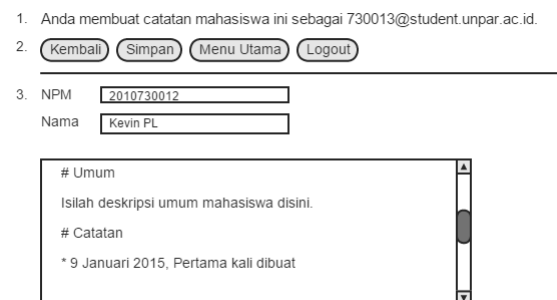 1. Anda membuat catatan mahasiswa ini sebagai 730013@student.unpar.ac.id.
2. Kembali Simpan Menu Utama Logout
3. NPM 2010730012
Nama Kevin PL
# Umum
Isilah deskripsi umum mahasiswa disini.
# Catatan
* 9 Januari 2015, Pertama kali dibuat